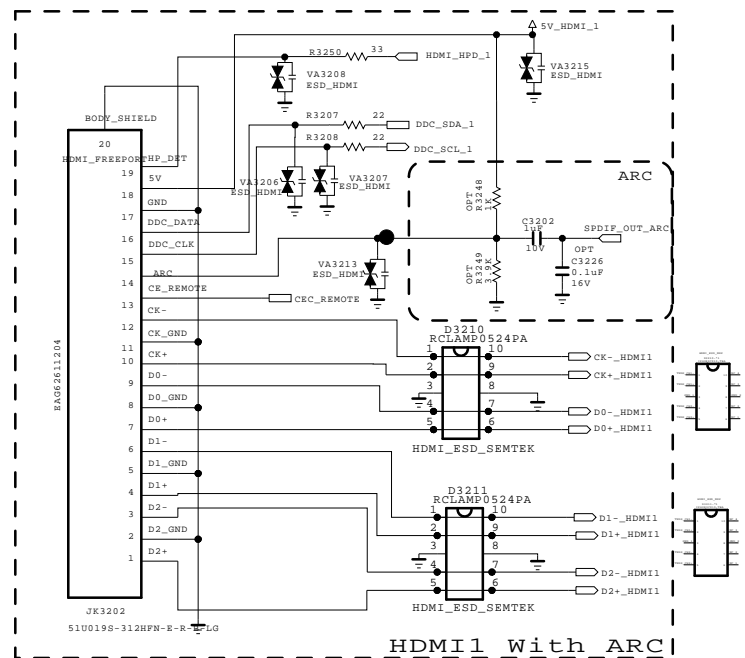 5V_HDMI_1
R3250 33 HDMI_HPD_1
VA3208
ESD_HDMI
VA3215
ESD_HDMI
BODY_SHIELD
R3207 22 DDC_SDA_1
R3208 22 DDC_SCL_1
20
HDMI_FREEPORT
HP_DET
19
5V
18
GND
17
DDC_DATA
16
DDC_CLK
15
ARC
14
CE_REMOTE
13
CK-
12
CK_GND
11
CK+
10
D0-
9
D0_GND
8
D0+
7
D1-
6
D1_GND
5
D1+
4
D2-
3
D2_GND
2
D2+
1
EAG62611204
JK3202
51U019S-312HFN-E-R-B-LG
VA3206
ESD_HDMI
VA3207
ESD_HDMI
ARC
OPT
R3248
1K
C3202
1uF
10V
SPDIF_OUT_ARC
OPT
C3226
0.1uF
16V
OPT
R3249
3.9K
VA3213
ESD_HDMI
CEC_REMOTE
D3210
RCLAMP0524PA
1 10 CK-_HDMI1
2 9 CK+_HDMI1
3 8
4 7 D0-_HDMI1
5 6 D0+_HDMI1
HDMI_ESD_SEMTEK
D3211
RCLAMP0524PA
1 10 D1-_HDMI1
2 9 D1+_HDMI1
3 8
4 7 D2-_HDMI1
5 6 D2+_HDMI1
HDMI_ESD_SEMTEK
HDMI1 With ARC